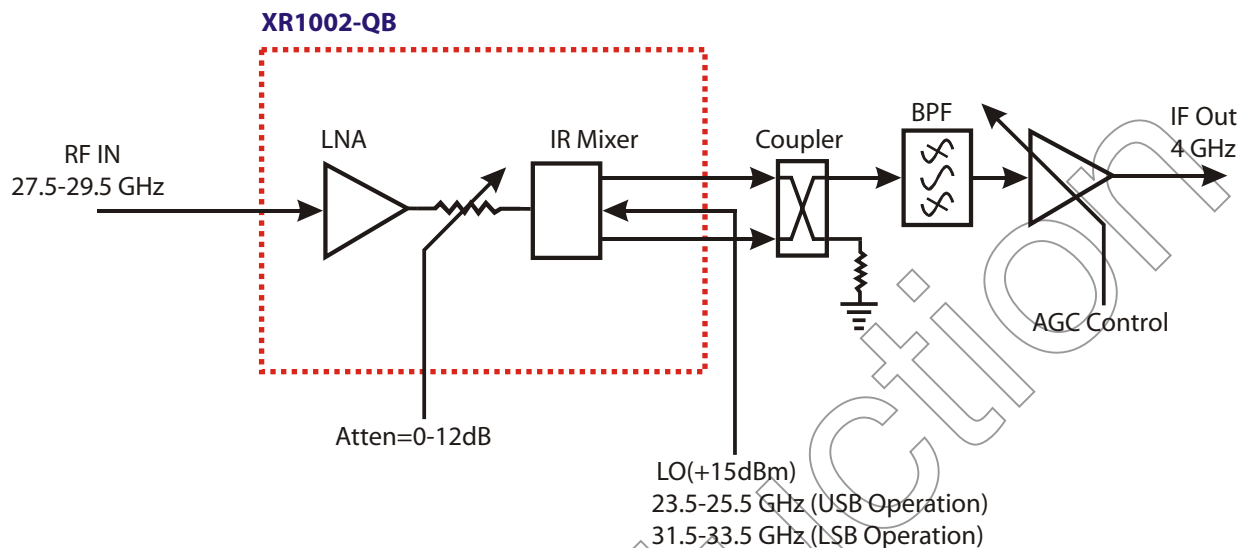 XR1002-QB
LNA
IR Mixer
Coupler
BPF
IF Out
4 GHz
RF IN
27.5-29.5 GHz
AGC Control
Atten=0-12dB
LO(+15dBm)
23.5-25.5 GHz (USB Operation)
31.5-33.5 GHz (LSB Operation)
uction